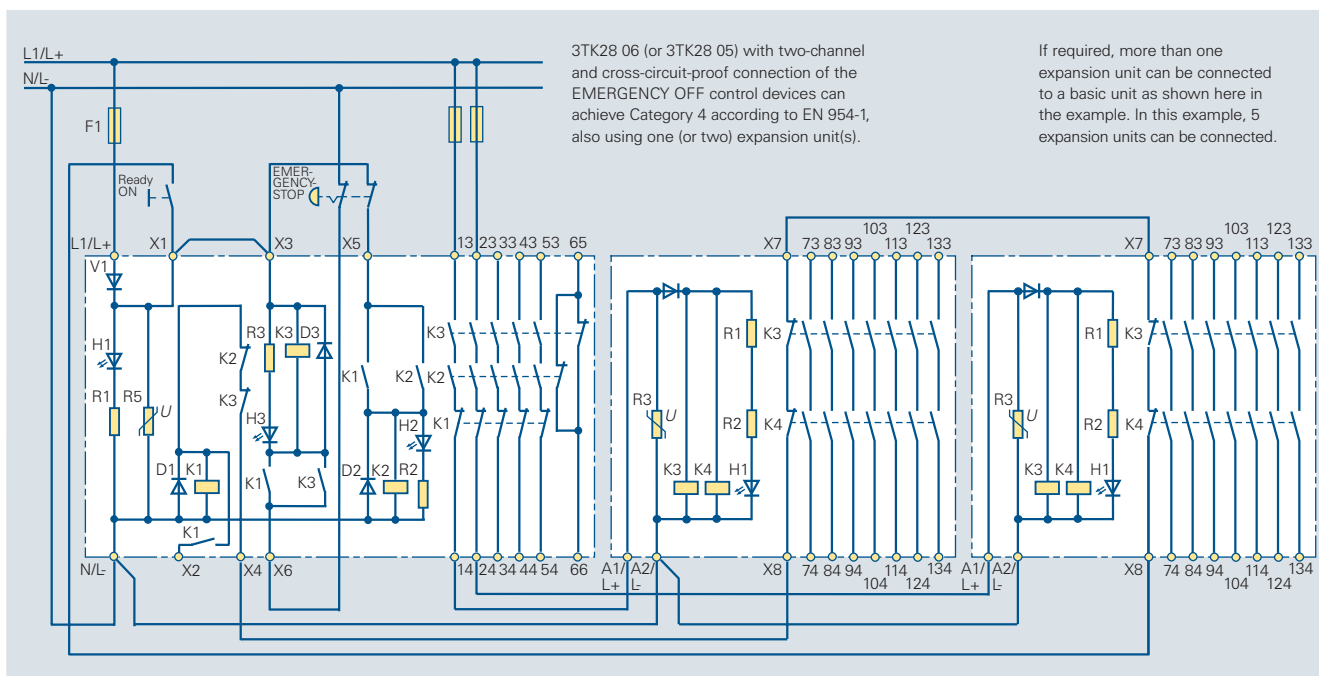 L1/L+
N/L-
3TK28 06 (or 3TK28 05) with two-channel
and cross-circuit-proof connection of the
EMERGENCY OFF control devices can
achieve Category 4 according to EN 954-1,
also using one (or two) expansion unit(s).
If required, more than one
expansion unit can be connected
to a basic unit as shown here in
the example. In this example, 5
expansion units can be connected.
F1
Ready
ON
EMER-
GENCY-
STOP
L1/L+ X1 X3 X5 13 23 33 43 53 65
V1
H1
R1 R5 U
K2
K3
R3 K3 D3
H3
D1 K1
K1 K3
K1
K1 K2
H2
D2 K2 R2
K3
K2
K1
N/L- X2 X4 X6 14 24 34 44 54 66
X7 73 83 93 103 113 123 133
R1 K3
R3 U R2 K4
K3 K4 H1
A1/ A2/
L+ L-
X8 74 84 94 104 114 124 134
X7 73 83 93 103 113 123 133
R1 K3
R3 U R2 K4
K3 K4 H1
A1/ A2/
L+ L-
X8 74 84 94 104 114 124 134